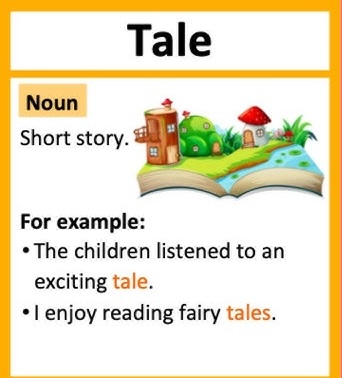 Tale
Noun
Short story.
For example:
• The children listened to an
exciting tale.
• I enjoy reading fairy tales.